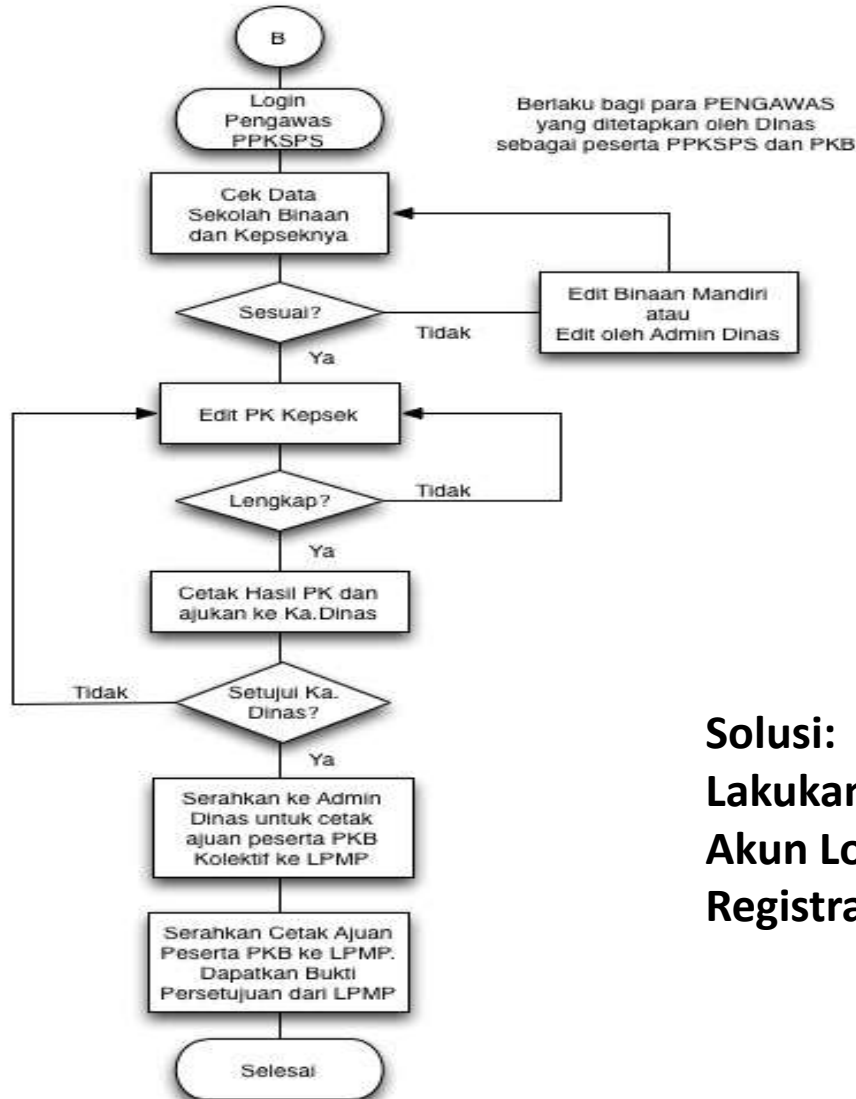 B
Login
Pengawas
PPKSPS
Berlaku bagi para PENGAWAS
yang ditetapkan oleh DInas
sebagai peserta PPKSPS dan PKB
Cek Data
Sekolah Binaan
dan Kepseknya
Sesuai?
Tidak
Edit Binaan Mandiri
atau
Edit oleh Admin Dinas
Ya
Edit PK Kepsek
Lengkap?
Tidak
Ya
Cetak Hasil PK dan
ajukan ke Ka.Dinas
Tidak
Setujui Ka.
Dinas?
Ya
Serahkan ke Admin
Dinas untuk cetak
ajuan peserta PKB
Kolektif ke LPMP
Serahkan Cetak Ajuan
Peserta PKB ke LPMP.
Dapatkan Bukti
Persetujuan dari LPMP
Selesai
Solusi:
Lakukan
Akun Lo
Registra